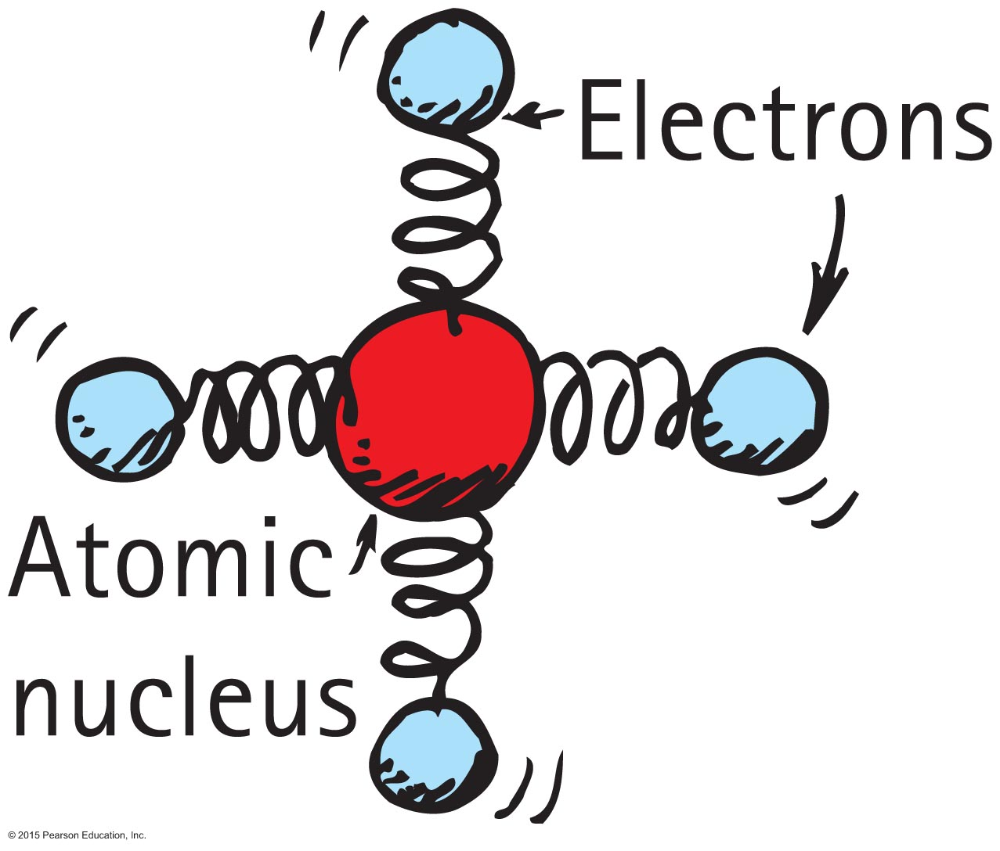 Electrons
Atomic
nucleus
© 2015 Pearson Education, Inc.